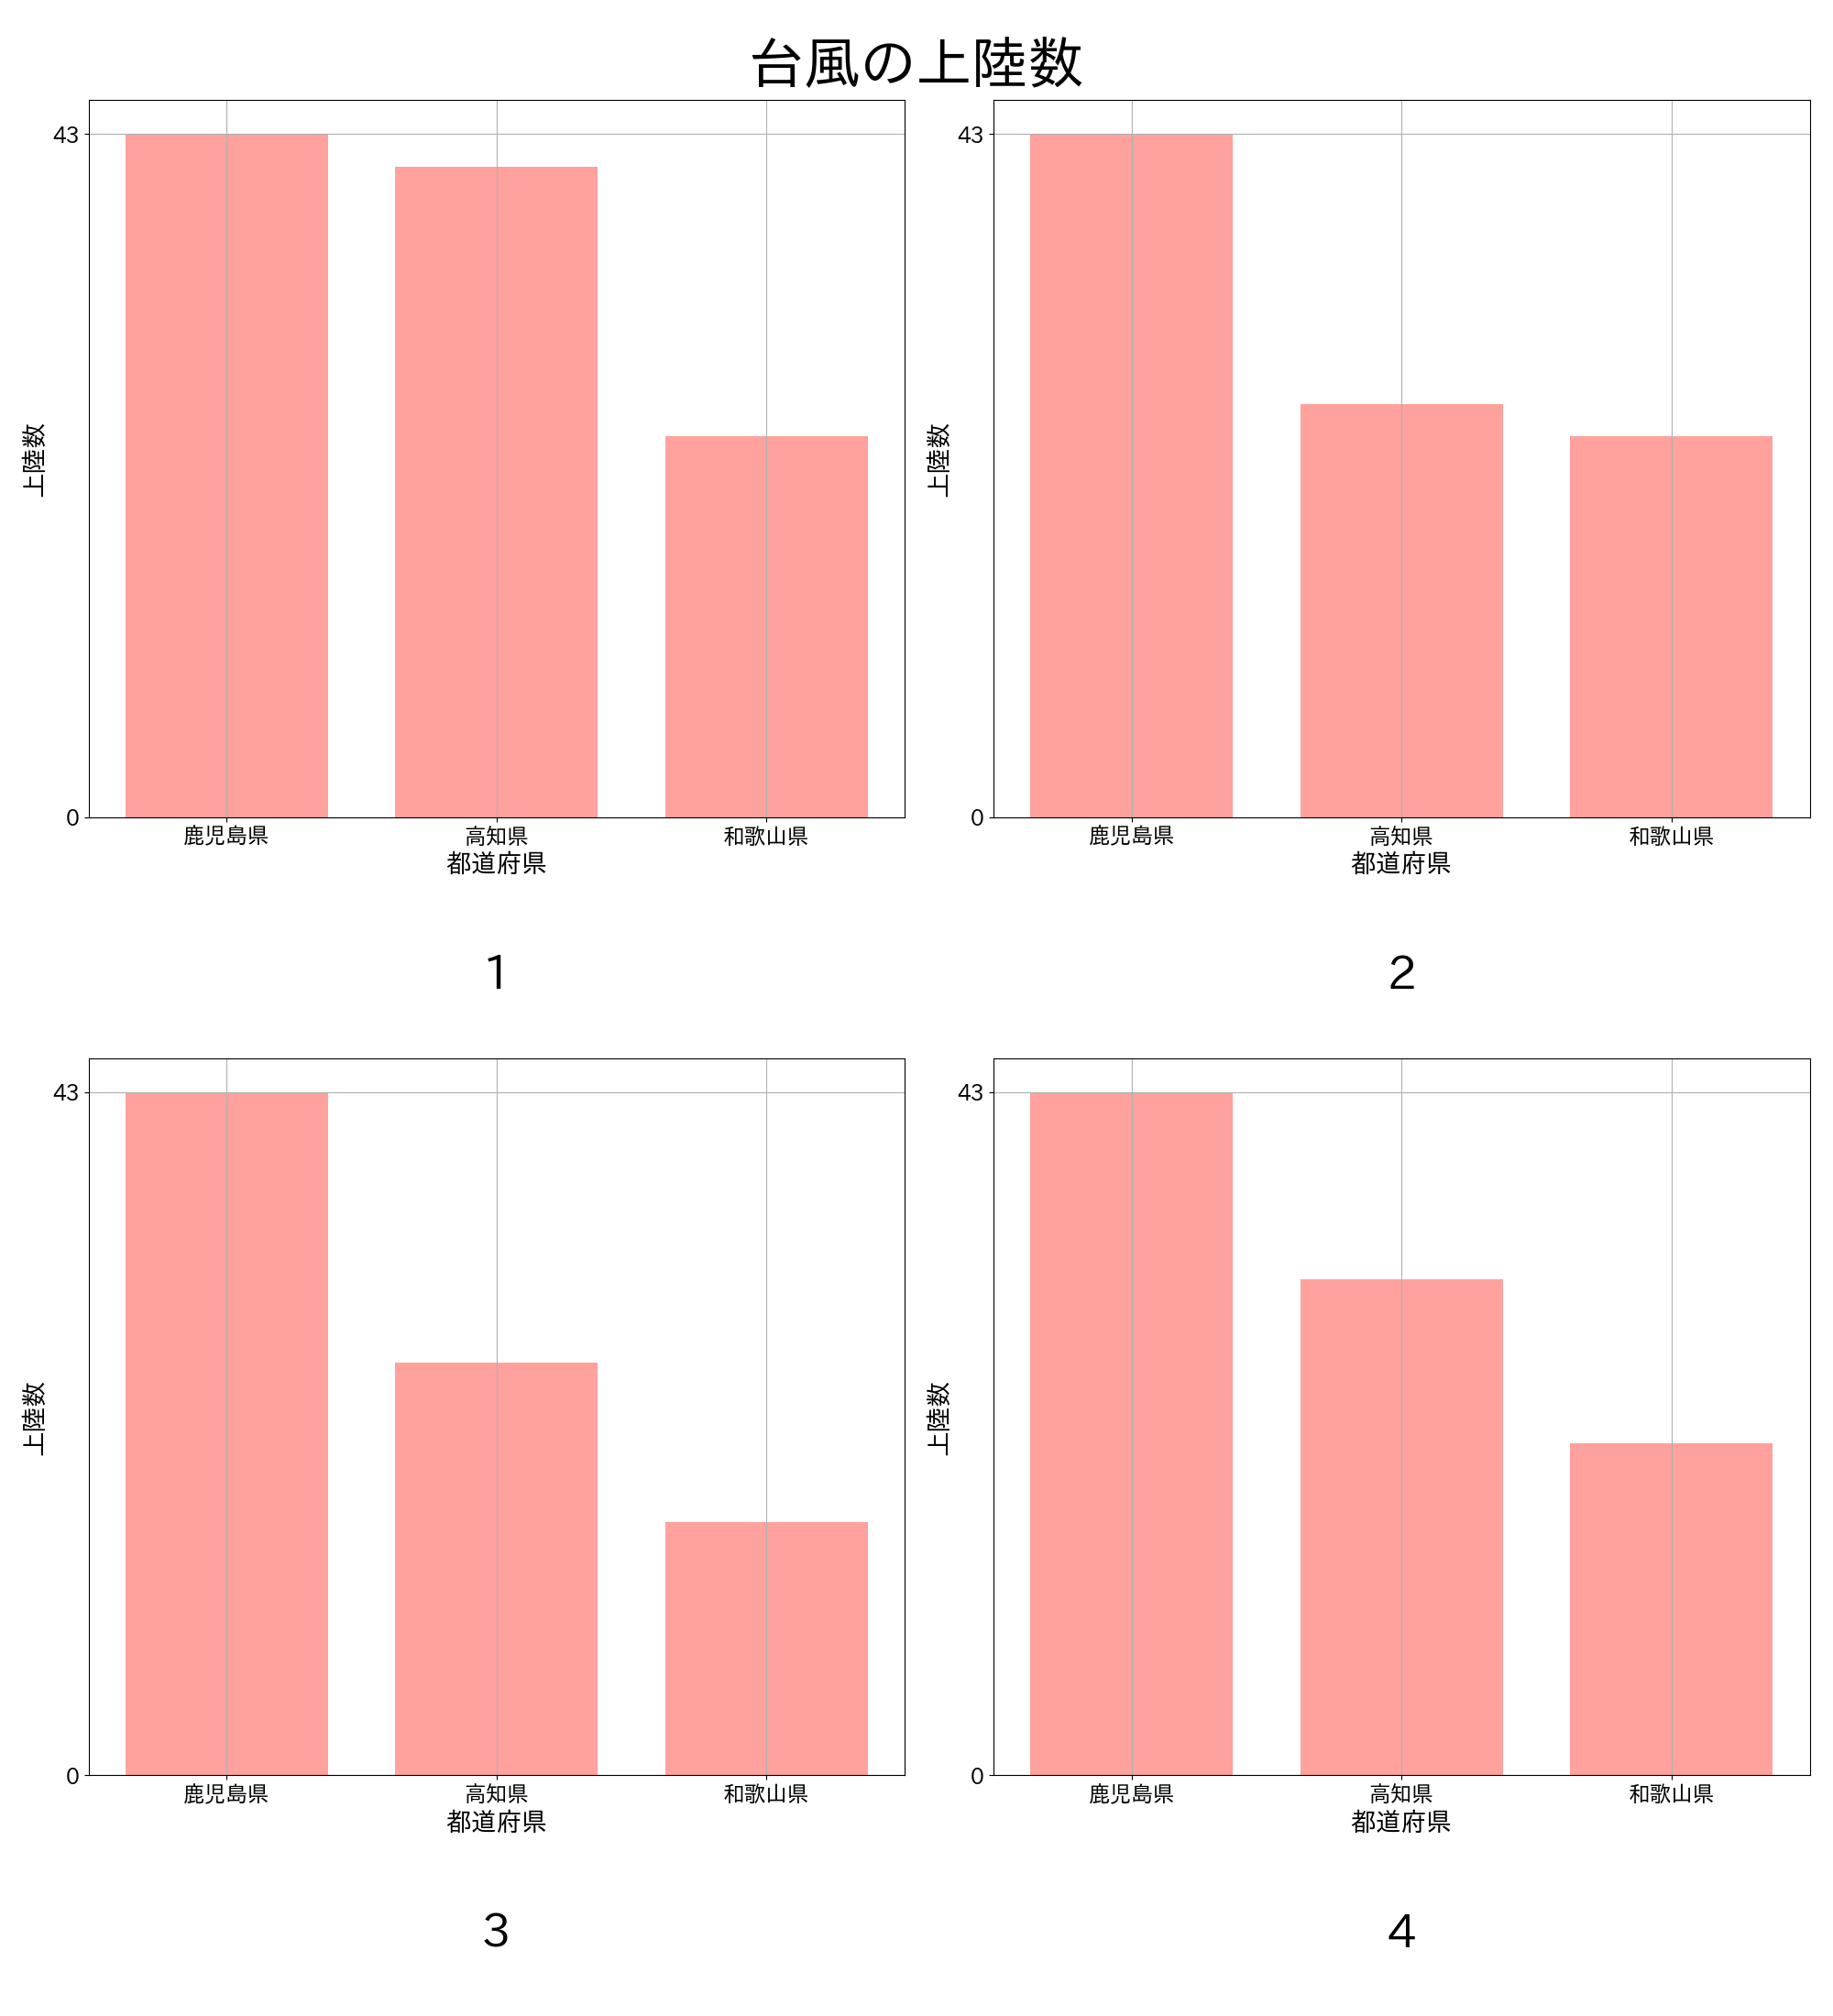 台風の上陸数
43
0
上陸数
鹿児島県 高知県 和歌山県
都道府県
1
43
0
上陸数
鹿児島県 高知県 和歌山県
都道府県
2
43
0
上陸数
鹿児島県 高知県 和歌山県
都道府県
3
43
0
上陸数
鹿児島県 高知県 和歌山県
都道府県
4